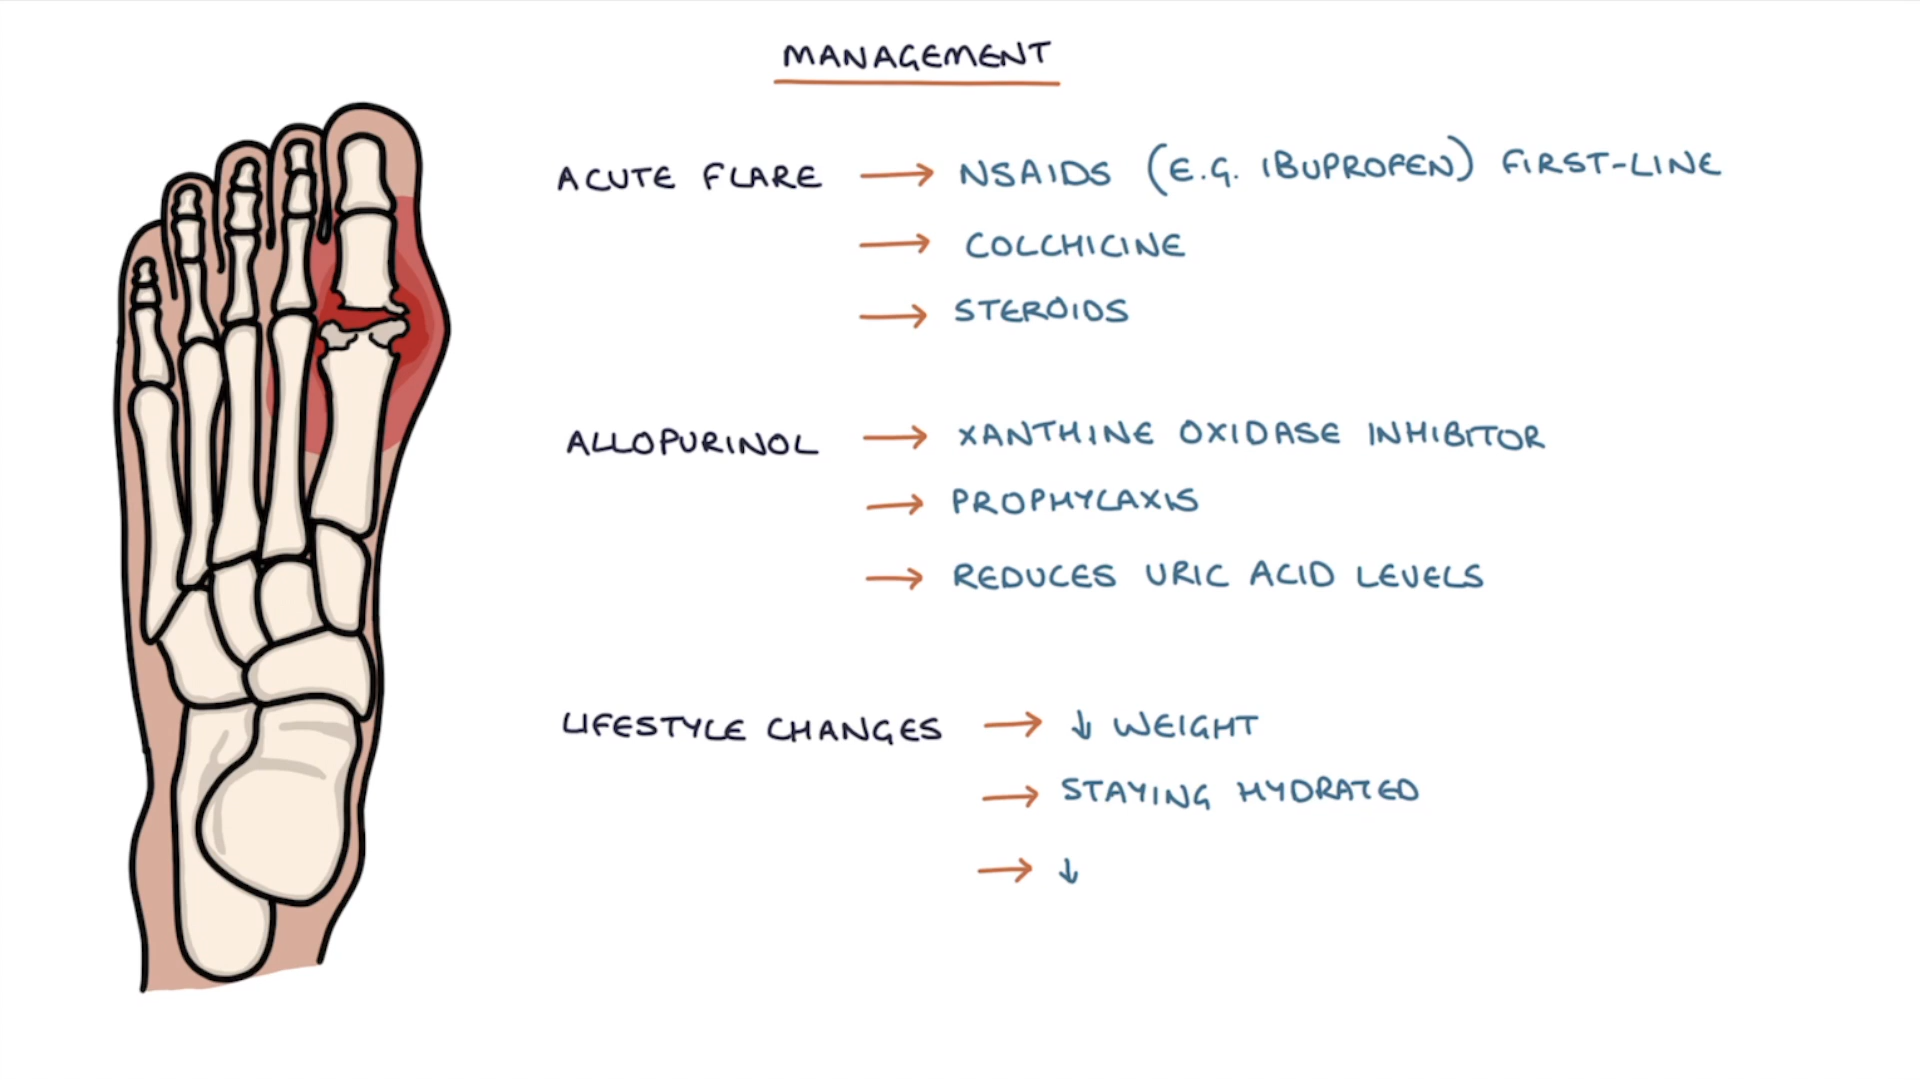 MANAGEMENT
ACUTE FLARE → NSAIDS (E.G. IBUPROFEN) FIRST-LINE
→ COLCHICINE
→ STEROIDS
ALLOPURINOL → XANTHINE OXIDASE INHIBITOR
→ PROPHYLAXIS
→ REDUCES URIC ACID LEVELS
LIFESTYLE CHANGES → ↓ WEIGHT
→ STAYING HYDRATED
→ ↓